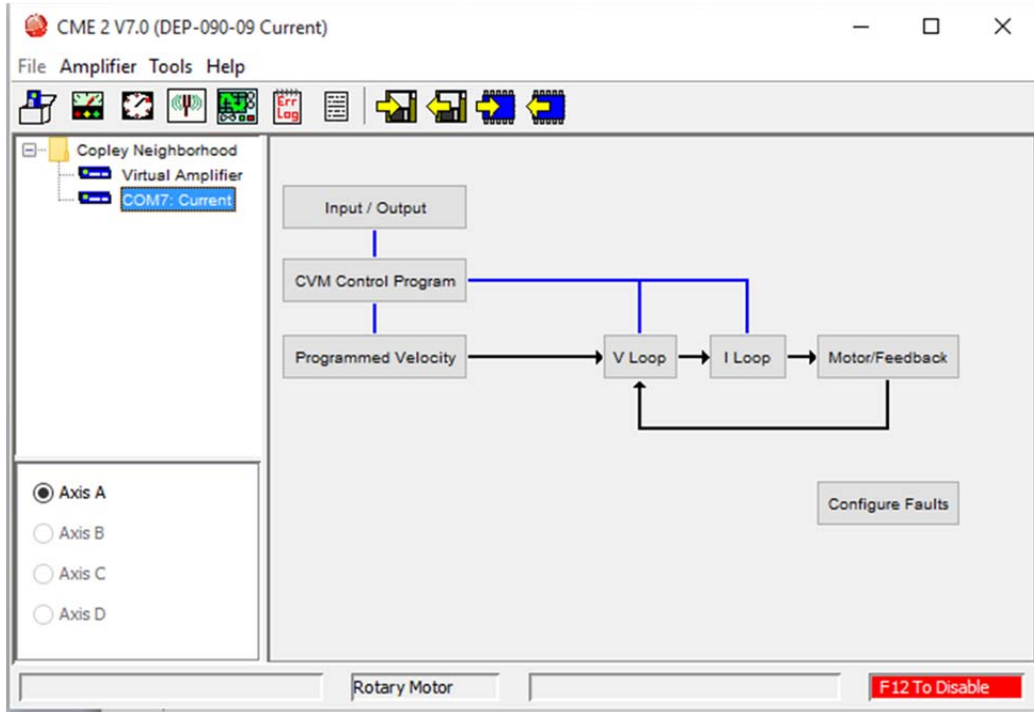 CME 2 V7.0 (DEP-090-09 Current)
File Amplifier Tools Help
Err
Log
Copley Neighborhood
Virtual Amplifier
COM7: Current
Input / Output
CVM Control Program
Programmed Velocity
V Loop
I Loop
Motor/Feedback
Configure Faults
Axis A
Axis B
Axis C
Axis D
Rotary Motor
F12 To Disable